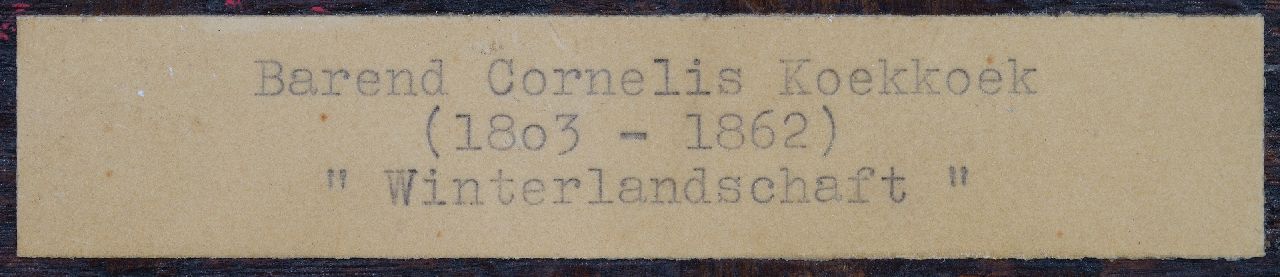 Barend Cornelis Koekkoek
(18o3 - 1862)
" Winterlandschaft "